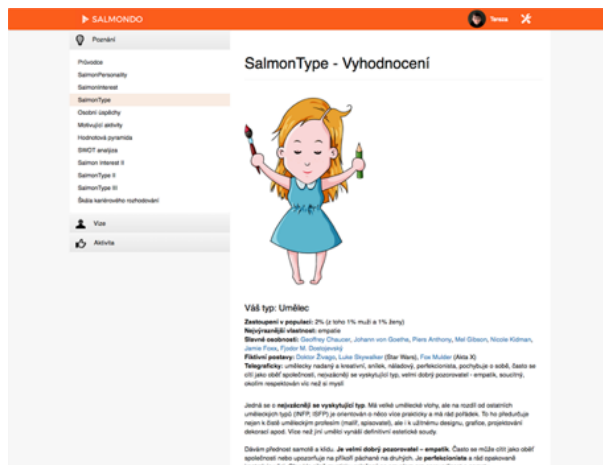 SALMONDO
Tereza
Poznání
Průvodce
SalmonPersonality
SalmonInterest
SalmonType
Osobní úspěchy
Motivující aktivity
Hodnotová pyramida
SWOT analýza
Salmon Interest II
SalmonType II
SalmonType III
Škála kariérového rozhodování
Vize
Aktivita
SalmonType - Vyhodnocení
Váš typ: Umělec
Zastoupení v populaci: 2% (z toho 1% muži a 1% ženy)
Nejvýraznější vlastnost: empatie
Slavné osobnosti: Geoffrey Chaucer, Johann von Goethe, Piers Anthony, Mel Gibson, Nicole Kidman,
Jamie Foxx, Fjodor M. Dostojevský
Fiktivní postavy: Doktor Živago, Luke Skywalker (Star Wars), Fox Mulder (Akta X)
Telegraficky: umělecky nadaný a kreativní, snílek, náladový, perfekcionista, pochybuje o sobě, často se
cítí jako oběť společnosti, nejvzácněji se vyskytující typ, velmi dobrý pozorovatel - empatik, soucitný,
okolím respektován víc než si myslí
Jedná se o nejvzácněji se vyskytující typ. Má velké umělecké vlohy, ale na rozdíl od ostatních
uměleckých typů (INFP, ISFP) je orientován o něco více prakticky a má rád pořádek. To ho předurčuje
nejen k čistě uměleckým profesím (malíř, spisovatel), ale i k užitnému designu, grafice, projektování
dekorací apod. Více než jiní umělci vynáší definitivní estetické soudy.
Dávám přednost samotě a klidu. Je velmi dobrý pozorovatel – empatik. Často se může cítit jako oběť
společnosti nebo upozorňuje na příkoří páchané na druhých. Je perfekcionista a rád opakovaně